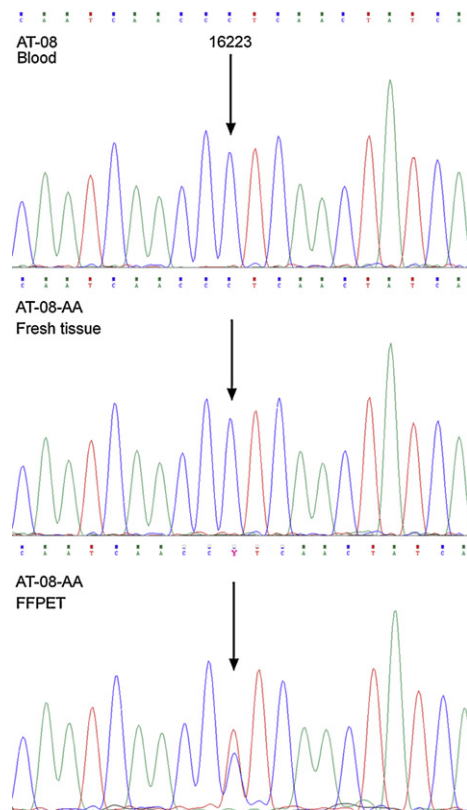 C A A T C A A C C C T C A A C T A T C A
AT-08 16223
Blood
C A A T C A A C C C T C A A C T A T C A
AT-08-AA
Fresh tissue
C A A T C A A C C Y T C A A C T A T C A
AT-08-AA
FFPET